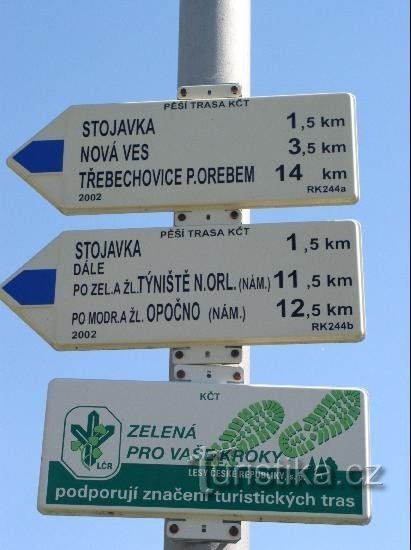 PĚŠÍ TRASA KČT
STOJAVKA 1,5 km
NOVÁ VES 3,5 km
TŘEBECHOVICE P.OREBEM 14 km
2002 RK244a
PĚŠÍ TRASA KČT
STOJAVKA 1,5 km
DÁLE
PO ZEL.A ŽL. TÝNIŠTĚ N.ORL. (NÁM.) 11,5 km
PO MODR.A ŽL. OPOČNO (NÁM.) 12,5 km
2002 RK244b
KČT
ZELENÁ
PRO VAŠE KROKY
LČR
LESY ČESKÉ REPUBLIKY, s.p.
podporují značení turistických tras
turistika.cz